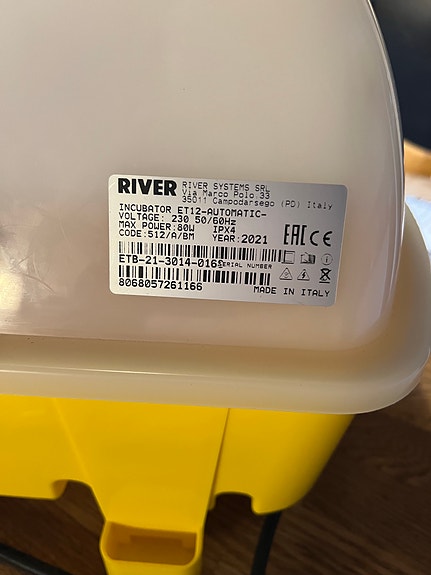 RIVER RIVER SYSTEMS SRL
Via Marco Polo 33
35011 Campodarsego (PD) Italy
INCUBATOR ET12-AUTOMATIC-
VOLTAGE: 230 50/60Hz
MAX POWER:80W IPX4
CODE:512/A/BM YEAR:2021
EAC CE
ETB-21-3014-0165 SERIAL NUMBER
8068057261166 MADE IN ITALY